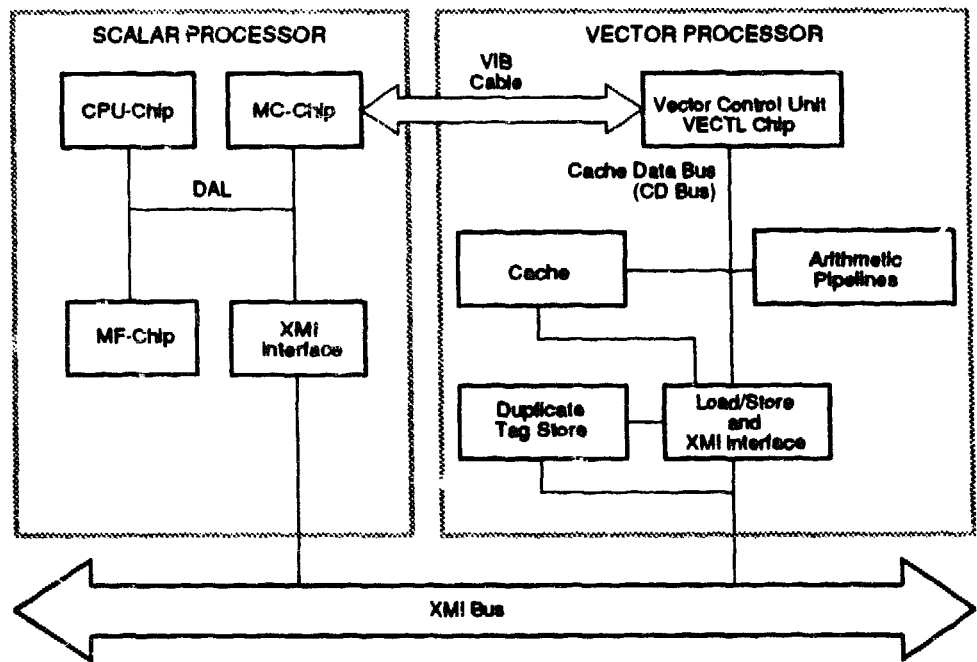 SCALAR PROCESSOR
VECTOR PROCESSOR
VIB
Cable
CPU-Chip
MC-Chip
Vector Control Unit
VECTL Chip
Cache Data Bus
(CD Bus)
DAL
Cache
Arithmetic
Pipelines
MF-Chip
XMI
Interface
Duplicate
Tag Store
Load/Store
and
XMI Interface
XMI Bus